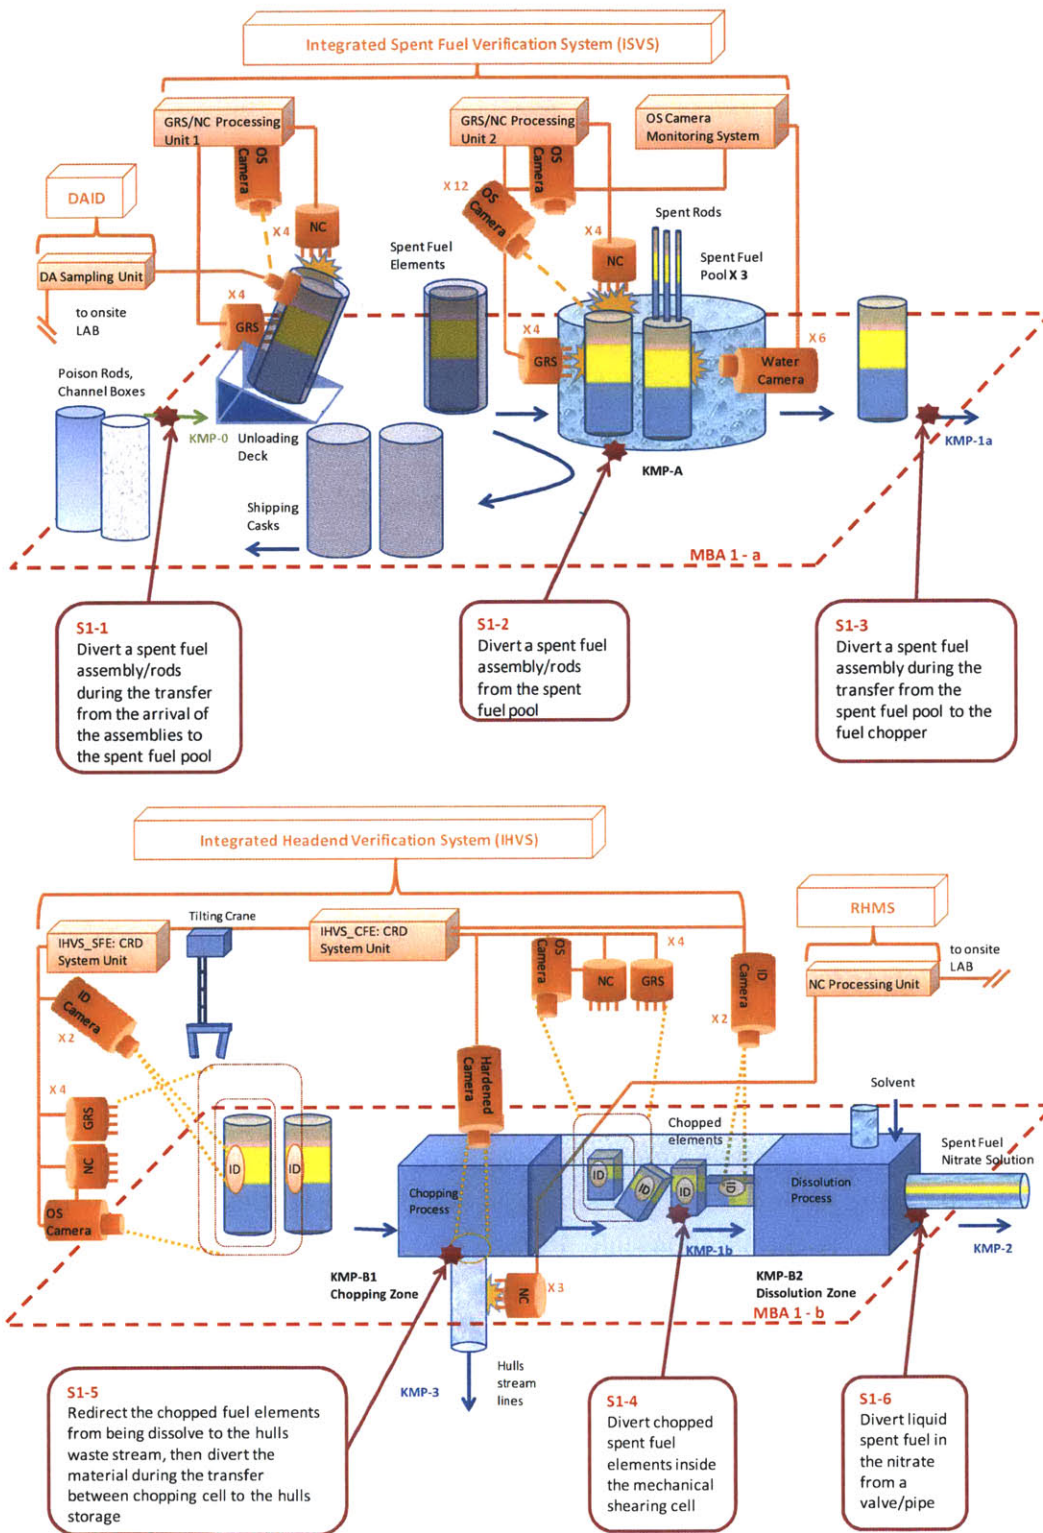 Integrated Spent Fuel Verification System (ISVS)
GRS/NC Processing
Unit 1
GRS/NC Processing
Unit 2
OS Camera
Monitoring System
OS
Camera
OS
Camera
X 12
OS
Camera
DAID
X 4
NC
X 4
NC
Spent Rods
Spent Fuel
Elements
Spent Fuel
Pool X 3
DA Sampling Unit
to onsite
LAB
X 4
GRS
X 4
GRS
X 6
Water
Camera
Poison Rods,
Channel Boxes
KMP-0
Unloading
Deck
KMP-A
KMP-1a
Shipping
Casks
MBA 1 - a
S1-1
Divert a spent fuel
assembly/rods
during the transfer
from the arrival of
the assemblies to
the spent fuel pool
S1-2
Divert a spent fuel
assembly/rods
from the spent
fuel pool
S1-3
Divert a spent fuel
assembly during the
transfer from the
spent fuel pool to the
fuel chopper
Integrated Headend Verification System (IHVS)
Tilting Crane
IHVS_SFE: CRD
System Unit
IHVS_CFE: CRD
System Unit
RHMS
to onsite
LAB
NC Processing Unit
ID
Camera
X 2
OS
Camera
NC
GRS
X 4
ID
Camera
X 2
X 4
GRS
NC
OS Camera
Hardened
Camera
Solvent
Chopped
elements
Spent Fuel
Nitrate Solution
ID
ID
Chopping
Process
ID
ID
ID
ID
Dissolution
Process
KMP-1b
KMP-2
KMP-B1
Chopping Zone
NC
X 3
KMP-B2
Dissolution Zone
MBA 1 - b
KMP-3
Hulls
stream
lines
S1-5
Redirect the chopped fuel elements
from being dissolve to the hulls
waste stream, then divert the
material during the transfer
between chopping cell to the hulls
storage
S1-4
Divert chopped
spent fuel
elements inside
the mechanical
shearing cell
S1-6
Divert liquid
spent fuel in
the nitrate
from a
valve/pipe